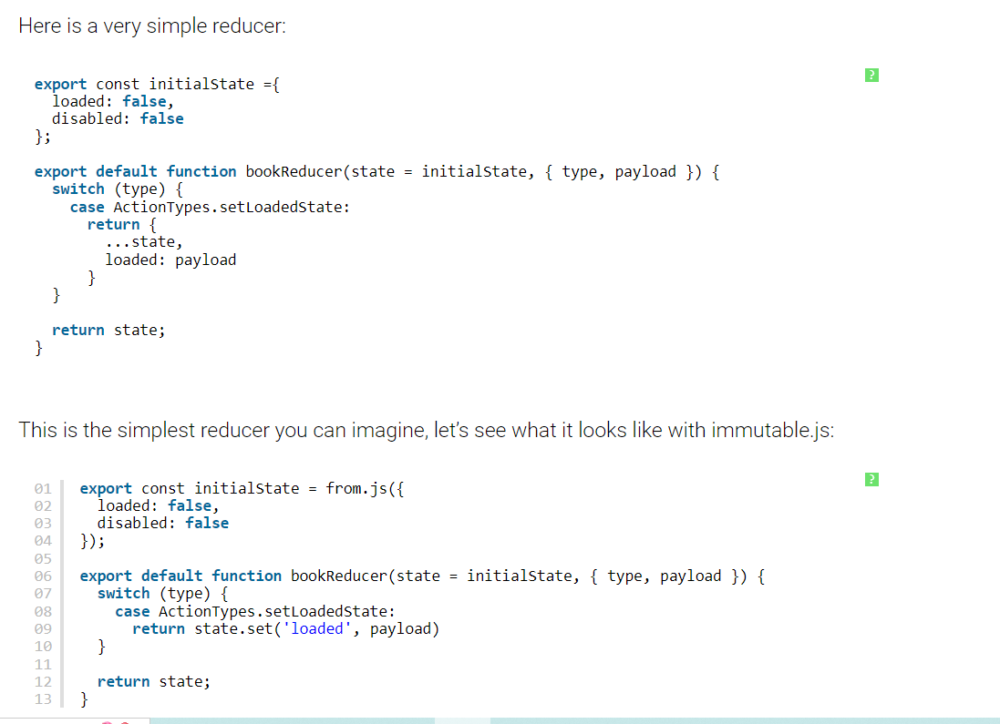 Here is a very simple reducer:
?
export const initialState ={
  loaded: false,
  disabled: false
};

export default function bookReducer(state = initialState, { type, payload }) {
  switch (type) {
    case ActionTypes.setLoadedState:
      return {
        ...state,
        loaded: payload
      }
  }

  return state;
}
This is the simplest reducer you can imagine, let's see what it looks like with immutable.js:
?
01 export const initialState = from.js({
02   loaded: false,
03   disabled: false
04 });
05
06 export default function bookReducer(state = initialState, { type, payload }) {
07   switch (type) {
08     case ActionTypes.setLoadedState:
09       return state.set('loaded', payload)
10   }
11
12   return state;
13 }